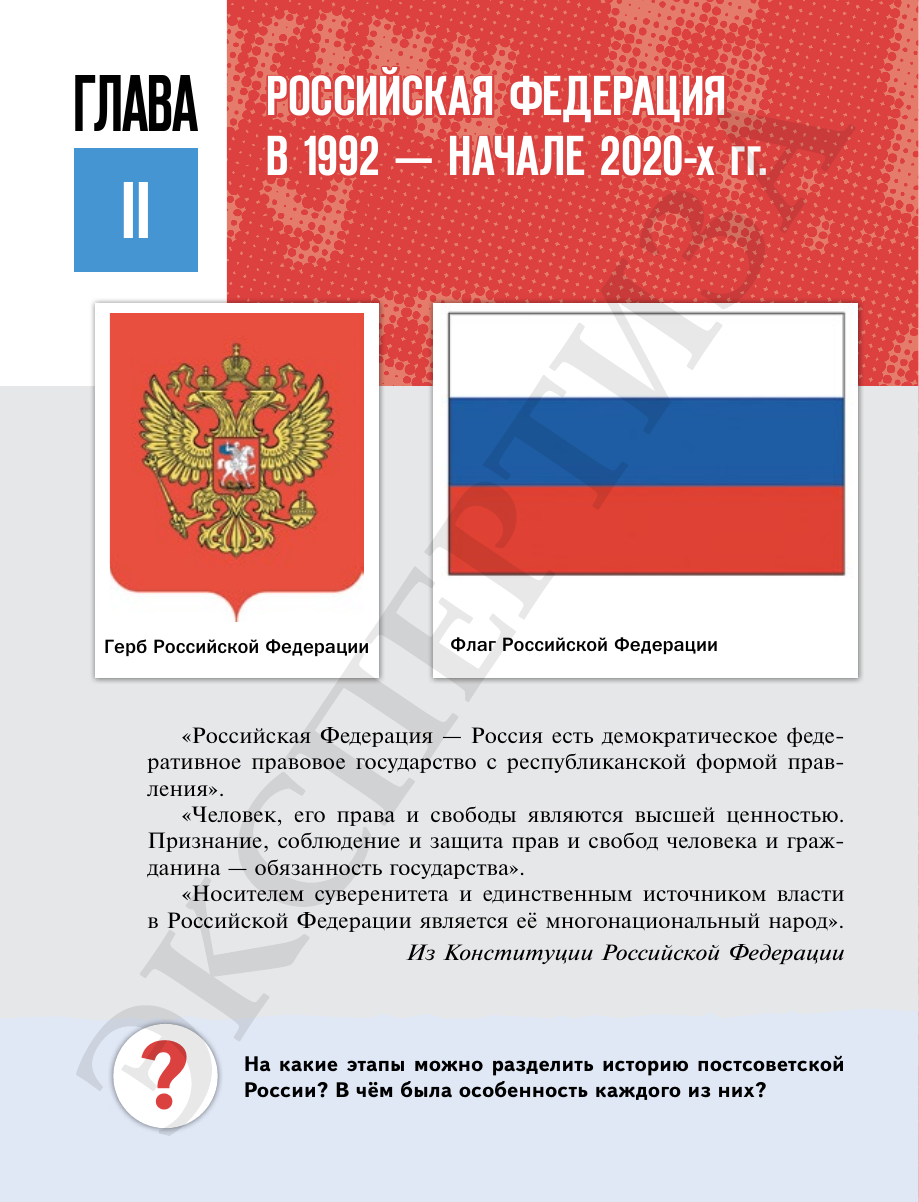 ГЛАВА
II
РОССИЙСКАЯ ФЕДЕРАЦИЯ
В 1992 — НАЧАЛЕ 2020-х гг.
Герб Российской Федерации
Флаг Российской Федерации
«Российская Федерация — Россия есть демократическое феде-
ративное правовое государство с республиканской формой прав-
ления».
«Человек, его права и свободы являются высшей ценностью.
Признание, соблюдение и защита прав и свобод человека и граж-
данина — обязанность государства».
«Носителем суверенитета и единственным источником власти
в Российской Федерации является её многонациональный народ».
Из Конституции Российской Федерации
?
На какие этапы можно разделить историю постсоветской
России? В чём была особенность каждого из них?
ЭКСПЕРТИЗА